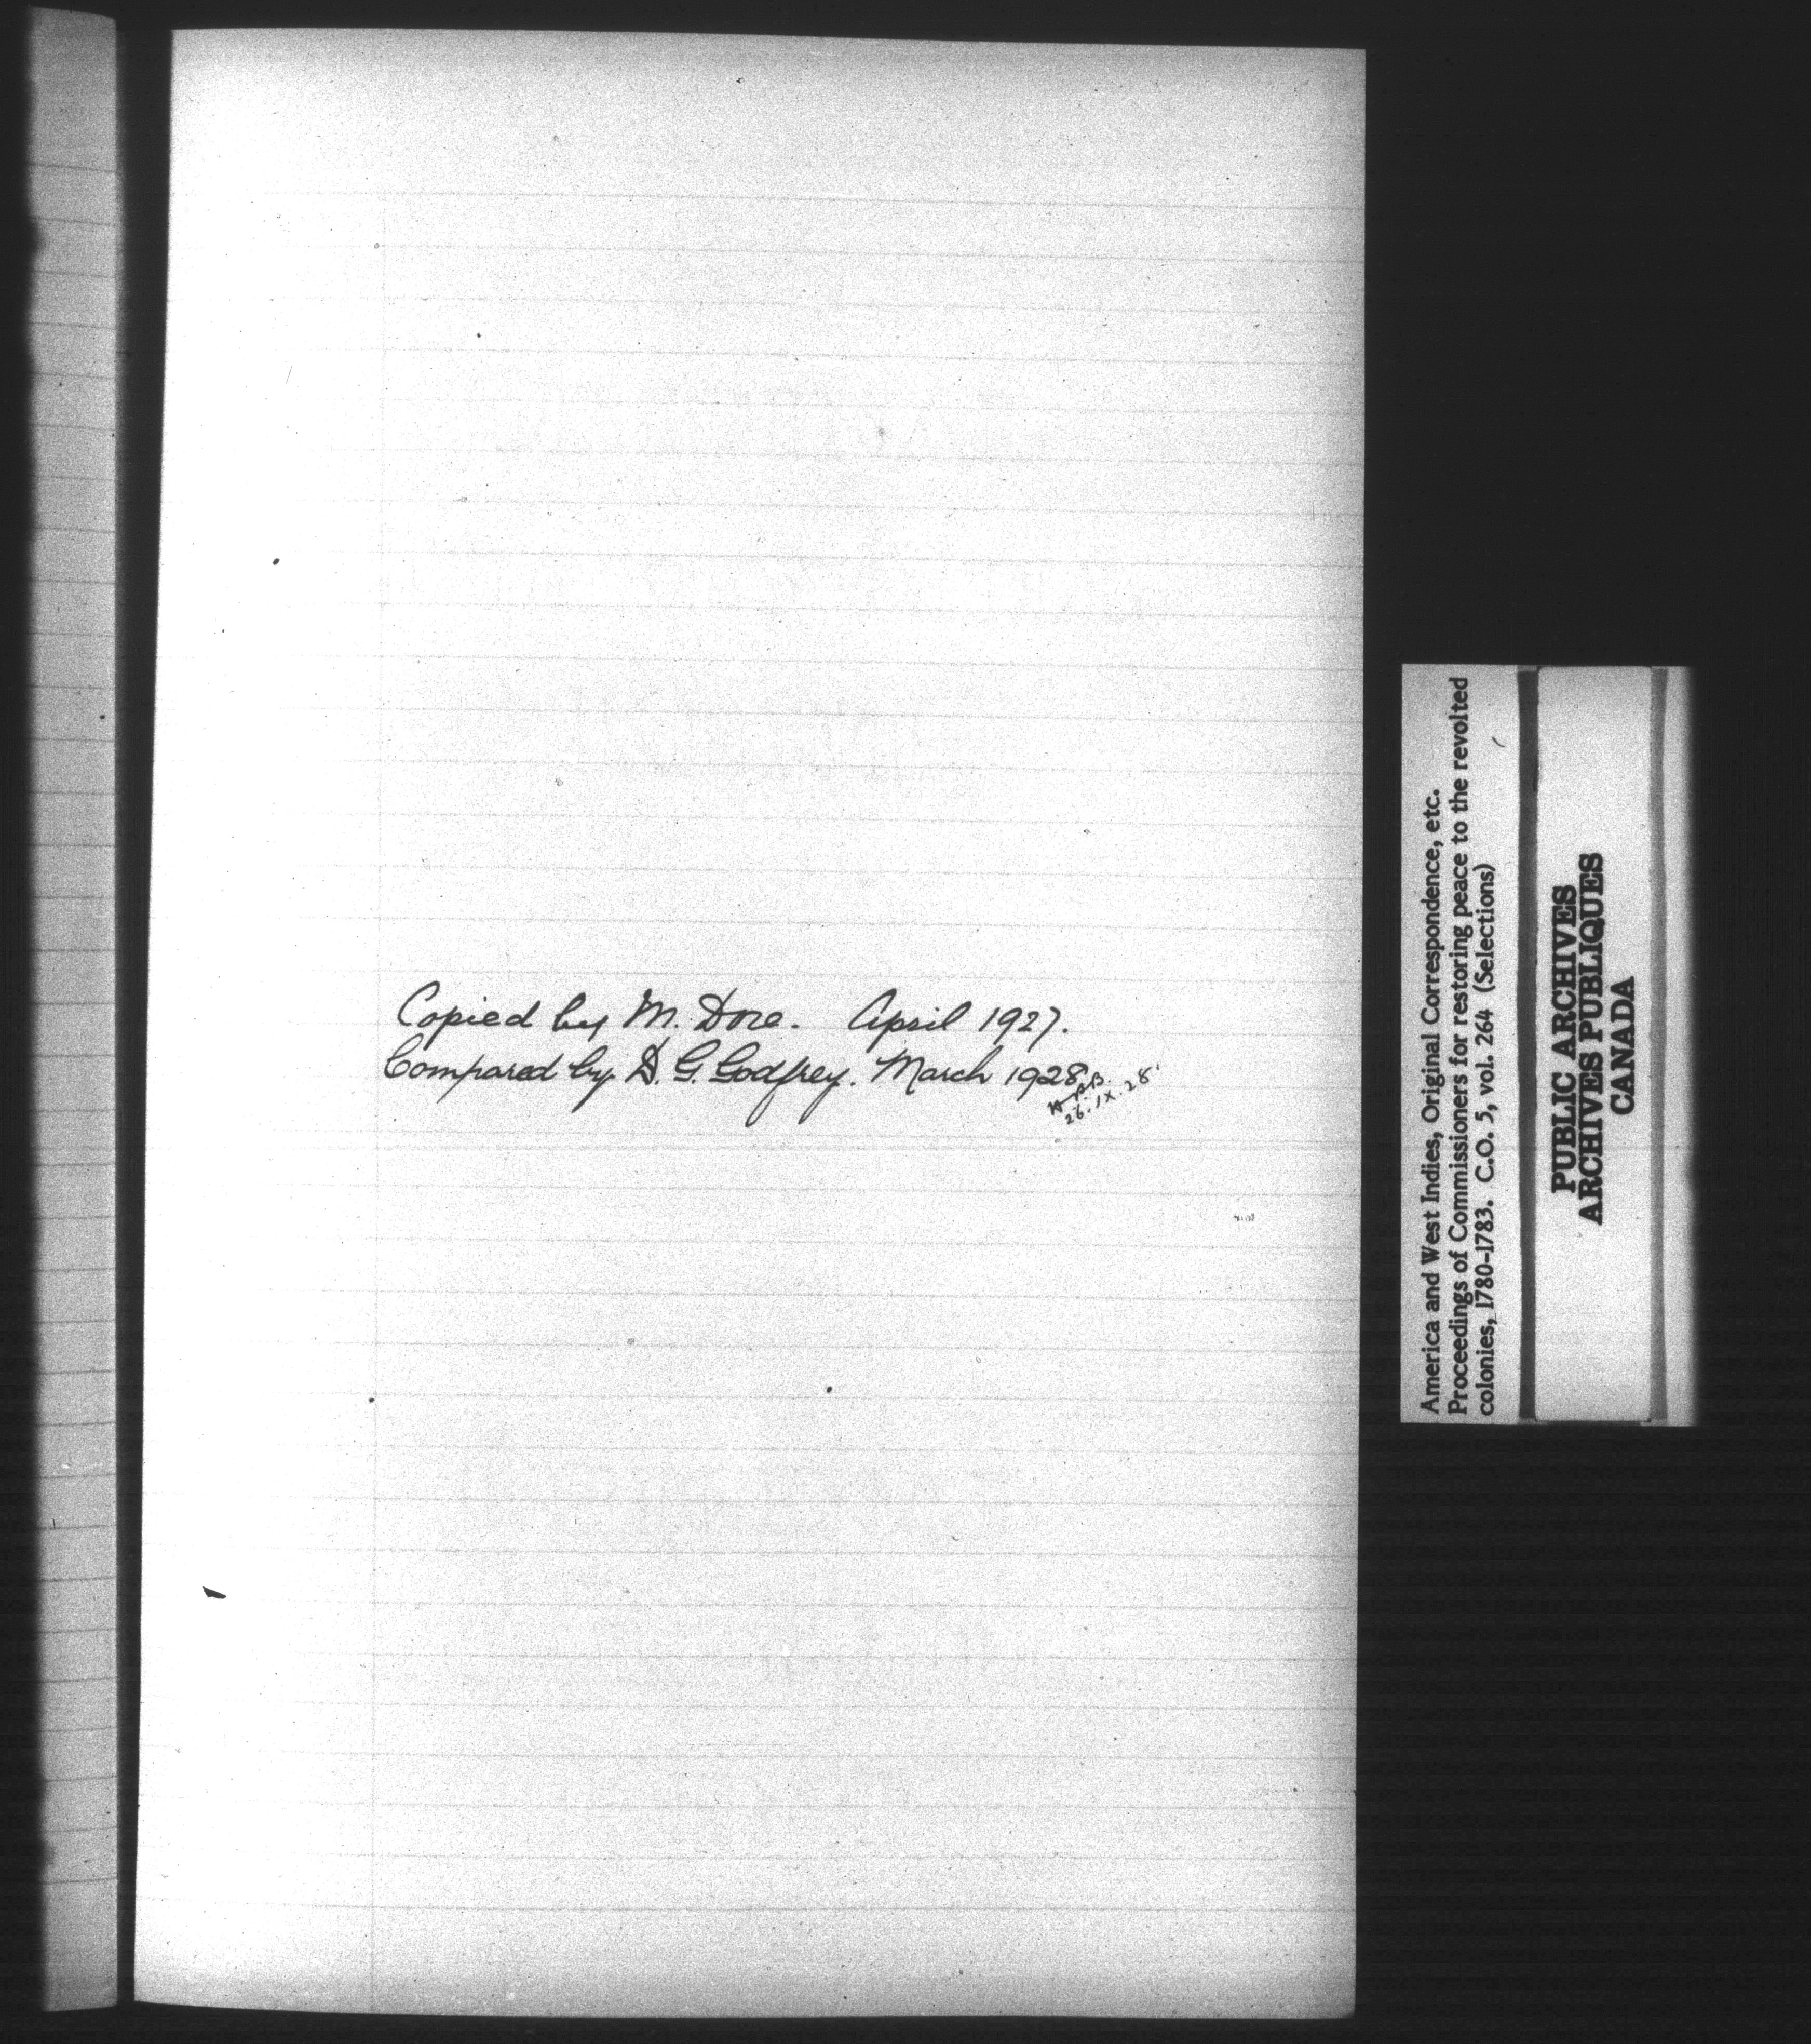 Copied by M. Dore. April 1927.
Compared by D. G. Godfrey. March 1928.
26.IX.28'
America and West Indies, Original Correspondence, etc.
Proceedings of Commissioners for restoring peace to the revolted
colonies, 1780-1783. C.O. 5, vol. 264 (Selections)
PUBLIC ARCHIVES
ARCHIVES PUBLIQUES
CANADA